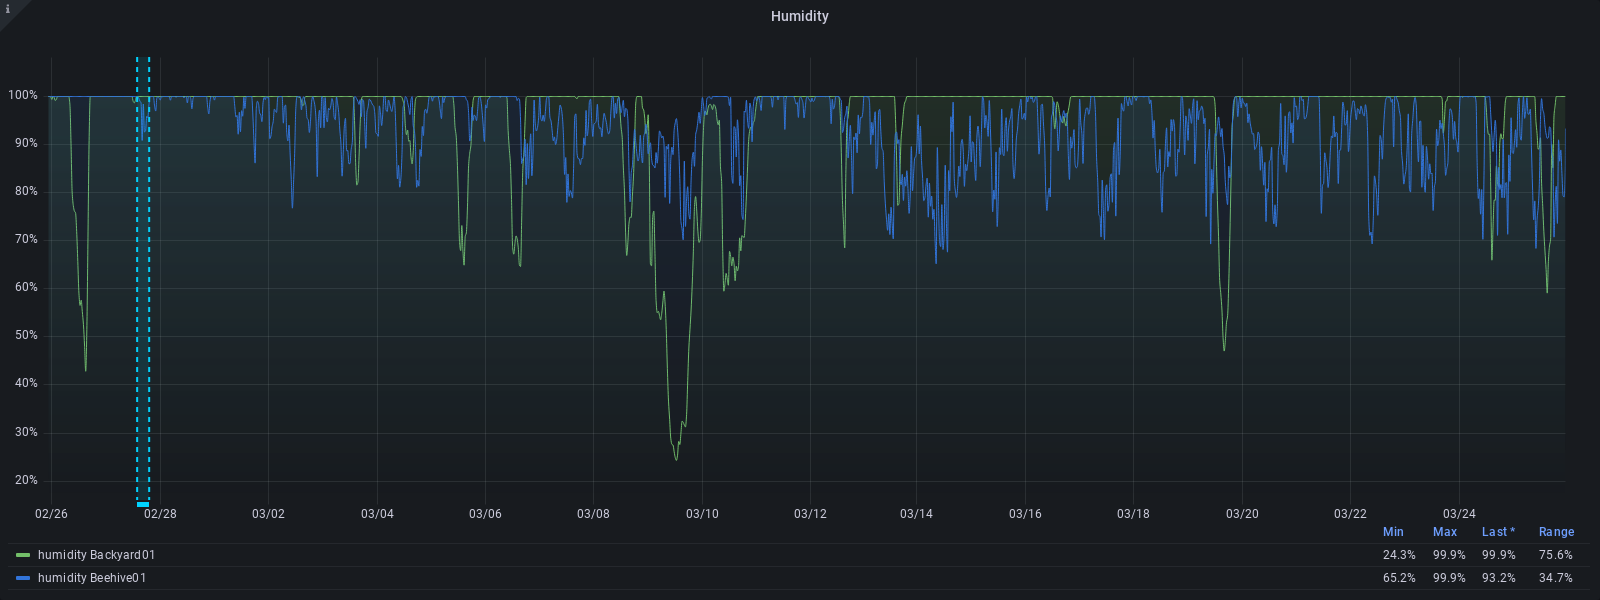 i
Humidity
100%
90%
80%
70%
60%
50%
40%
30%
20%
02/26 02/28 03/02 03/04 03/06 03/08 03/10 03/12 03/14 03/16 03/18 03/20 03/22 03/24
Min Max Last * Range
humidity Backyard01 24.3% 99.9% 99.9% 75.6%
humidity Beehive01 65.2% 99.9% 93.2% 34.7%